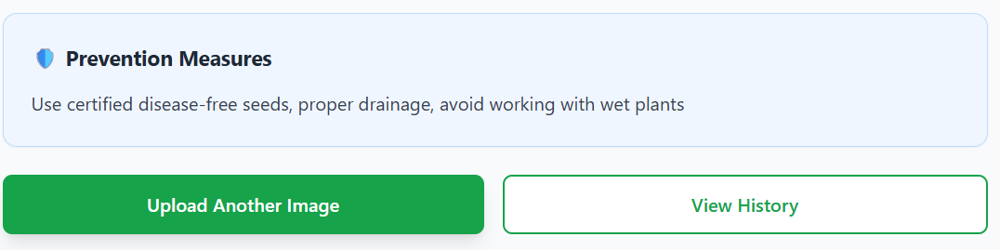 Prevention Measures
Use certified disease-free seeds, proper drainage, avoid working with wet plants
Upload Another Image
View History